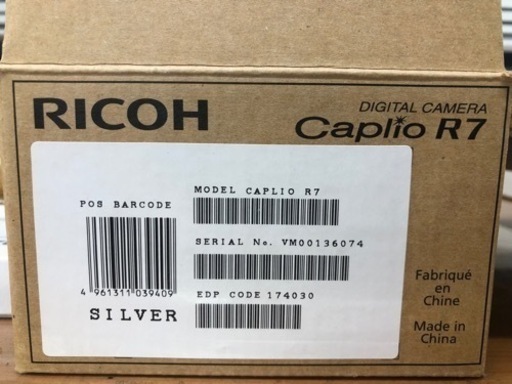 RICOH
DIGITAL CAMERA
Caplio R7
MODEL CAPLIO R7
POS BARCODE
SERIAL No. VM00136074
4 961311 039409
EDP CODE 174030
SILVER
Fabriqué
en
Chine
Made in
China